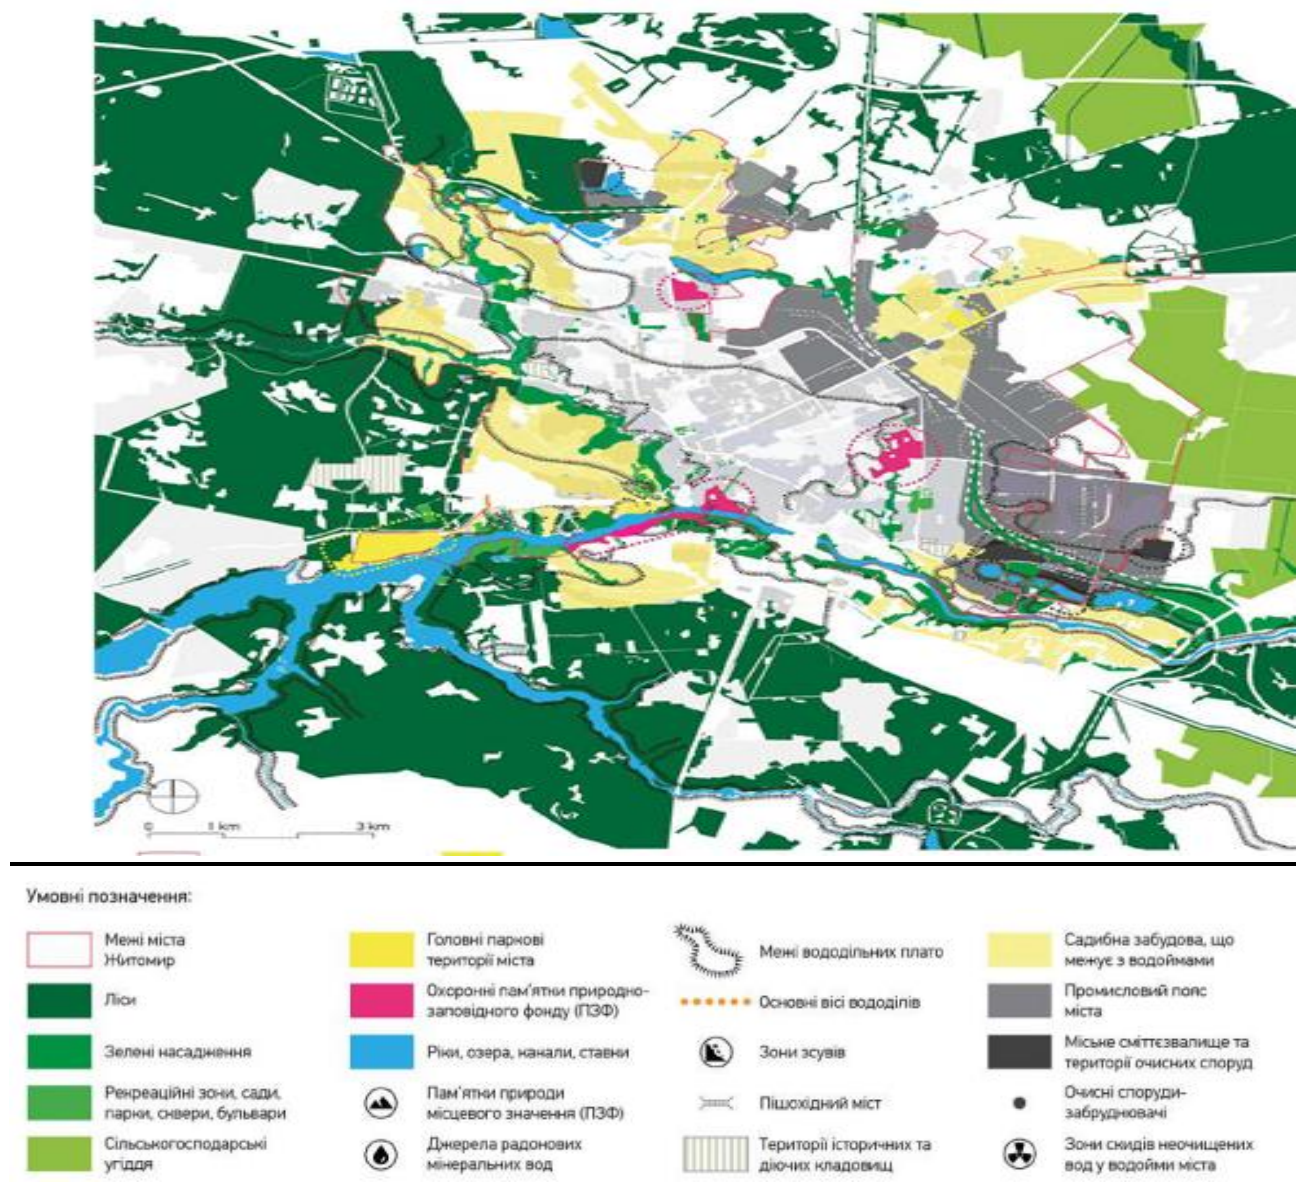 0 1 km 3 km
Умовні позначення:
Межі міста
Житомир
Ліси
Зелені насадження
Рекреаційні зони, сади,
парки, сквери, бульвари
Сільськогосподарські
угіддя
Головні паркові
території міста
Охоронні пам'ятки природно-
заповідного фонду (ПЗФ)
Ріки, озера, канали, ставки
Пам'ятки природи
місцевого значення (ПЗФ)
Джерела радонових
мінеральних вод
Межі вододільних плато
Основні вісі вододілів
Зони зсувів
Пішохідний міст
Території історичних та
діючих кладовищ
Садибна забудова, що
межує з водоймами
Промисловий пояс
міста
Міське сміттєзвалище та
території очисних споруд
Очисні споруди-
забруднювачі
Зони скидів неочищених
вод у водойми міста